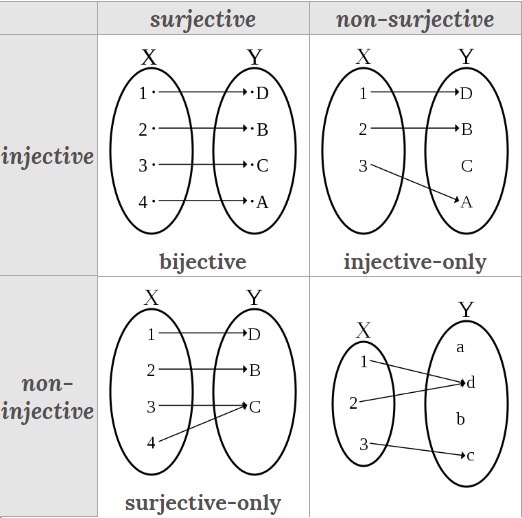 surjective non-surjective
injective
X Y
1 D
2 B
3 C
4 A
bijective
X Y
1 D
2 B
3 C
A
injective-only
non-
injective
X Y
1 D
2 B
3 C
4
surjective-only
X Y
a
1 d
2 b
3 c